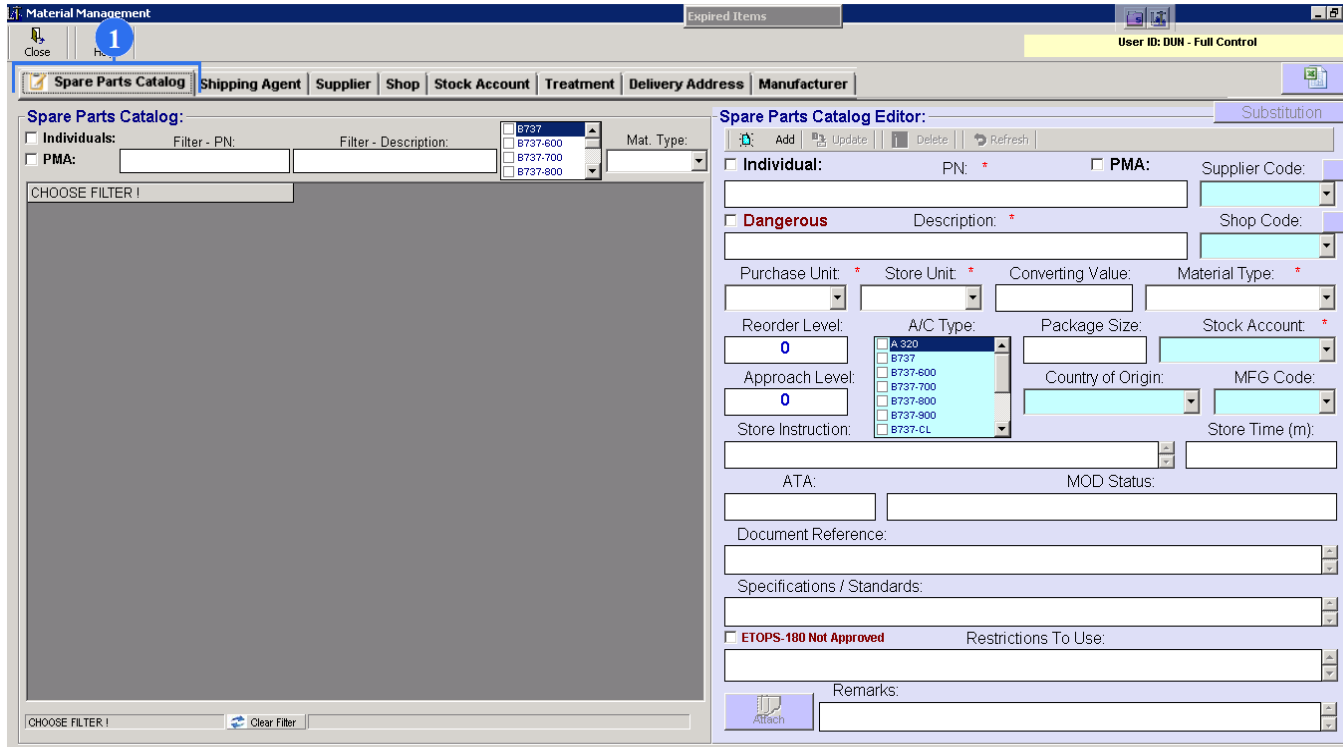 Material Management
Expired Items
Close
1
User ID: DUN - Full Control
Spare Parts Catalog Shipping Agent Supplier Shop Stock Account Treatment Delivery Address Manufacturer
Spare Parts Catalog:
Individuals:
Filter - PN:
Filter - Description:
B737
B737-600
B737-700
B737-800
Mat. Type:
PMA:
CHOOSE FILTER !
CHOOSE FILTER !
Clear Filter
Spare Parts Catalog Editor:
Substitution
Add Update Delete Refresh
Individual:
PN: *
PMA:
Supplier Code:
Dangerous
Description: *
Shop Code:
Purchase Unit: *
Store Unit: *
Converting Value:
Material Type: *
Reorder Level:
A/C Type:
Package Size:
Stock Account: *
0
A 320
B737
B737-600
B737-700
B737-800
B737-900
B737-CL
Approach Level:
Country of Origin:
MFG Code:
0
Store Instruction:
Store Time (m):
ATA:
MOD Status:
Document Reference:
Specifications / Standards:
ETOPS-180 Not Approved
Restrictions To Use:
Remarks:
Attach